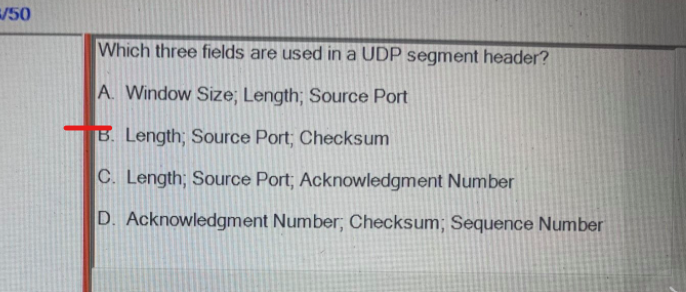 /50
Which three fields are used in a UDP segment header?
A. Window Size; Length; Source Port
B. Length; Source Port; Checksum
C. Length; Source Port; Acknowledgment Number
D. Acknowledgment Number; Checksum; Sequence Number